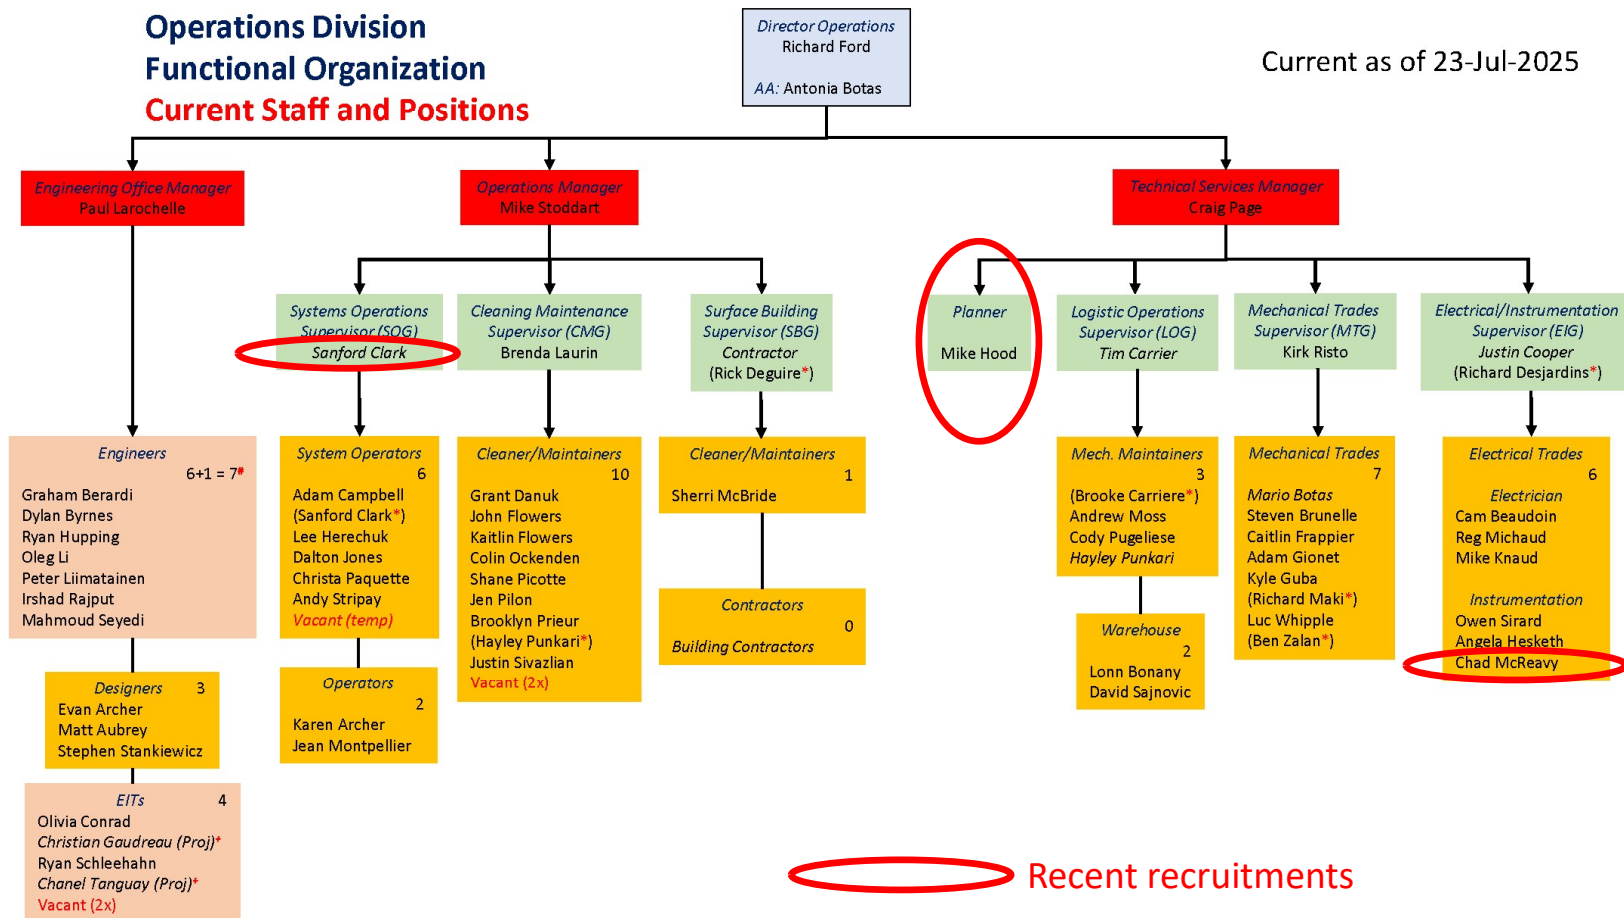 Operations Division
Functional Organization
Current Staff and Positions
Director Operations
Richard Ford
AA: Antonia Botas
Current as of 23-Jul-2025
Engineering Office Manager
Paul Larochelle
Operations Manager
Mike Stoddart
Technical Services Manager
Craig Page
Systems Operations
Supervisor (SOG)
Sanford Clark
Cleaning Maintenance
Supervisor (CMG)
Brenda Laurin
Surface Building
Supervisor (SBG)
Contractor
(Rick Deguire*)
Planner
Mike Hood
Logistic Operations
Supervisor (LOG)
Tim Carrier
Mechanical Trades
Supervisor (MTG)
Kirk Risto
Electrical/Instrumentation
Supervisor (EIG)
Justin Cooper
(Richard Desjardins*)
Engineers
6+1 = 7#
Graham Berardi
Dylan Byrnes
Ryan Hupping
Oleg Li
Peter Liimatainen
Irshad Rajput
Mahmoud Seyedi
Designers 3
Evan Archer
Matt Aubrey
Stephen Stankiewicz
EITs 4
Olivia Conrad
Christian Gaudreau (Proj)+
Ryan Schleehahn
Chanel Tanguay (Proj)+
Vacant (2x)
System Operators
6
Adam Campbell
(Sanford Clark*)
Lee Herechuk
Dalton Jones
Christa Paquette
Andy Stripay
Vacant (temp)
Operators
2
Karen Archer
Jean Montpellier
Cleaner/Maintainers
10
Grant Danuk
John Flowers
Kaitlin Flowers
Colin Ockenden
Shane Picotte
Jen Pilon
Brooklyn Prieur
(Hayley Punkari*)
Justin Sivazlian
Vacant (2x)
Cleaner/Maintainers
1
Sherri McBride
Contractors
0
Building Contractors
Mech. Maintainers
3
(Brooke Carriere*)
Andrew Moss
Cody Pugeliese
Hayley Punkari
Warehouse
2
Lonn Bonany
David Sajnovic
Mechanical Trades
7
Mario Botas
Steven Brunelle
Caitlin Frappier
Adam Gionet
Kyle Guba
(Richard Maki*)
Luc Whipple
(Ben Zalan*)
Electrical Trades
6
Electrician
Cam Beaudoin
Reg Michaud
Mike Knaud
Instrumentation
Owen Sirard
Angela Hesketh
Chad McReavy
Recent recruitments